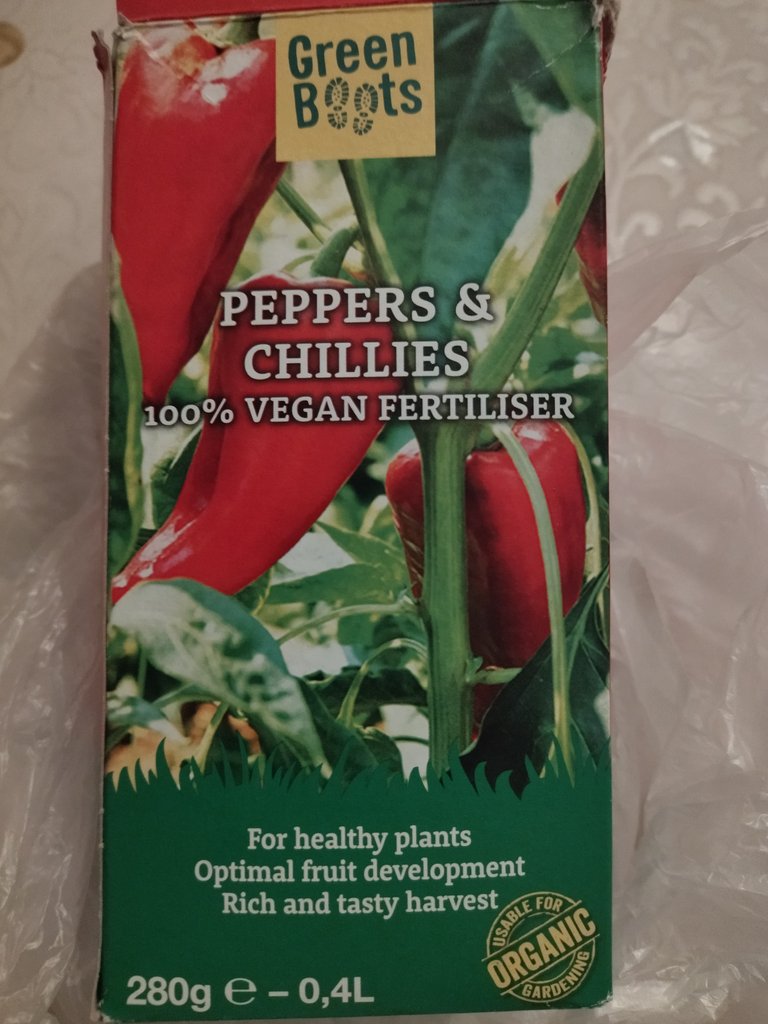 Green
Boots
PEPPERS &
CHILLIES
100% VEGAN FERTILISER
For healthy plants
Optimal fruit development
Rich and tasty harvest
USABLE FOR
ORGANIC
GARDENING
280g ℮ – 0,4L